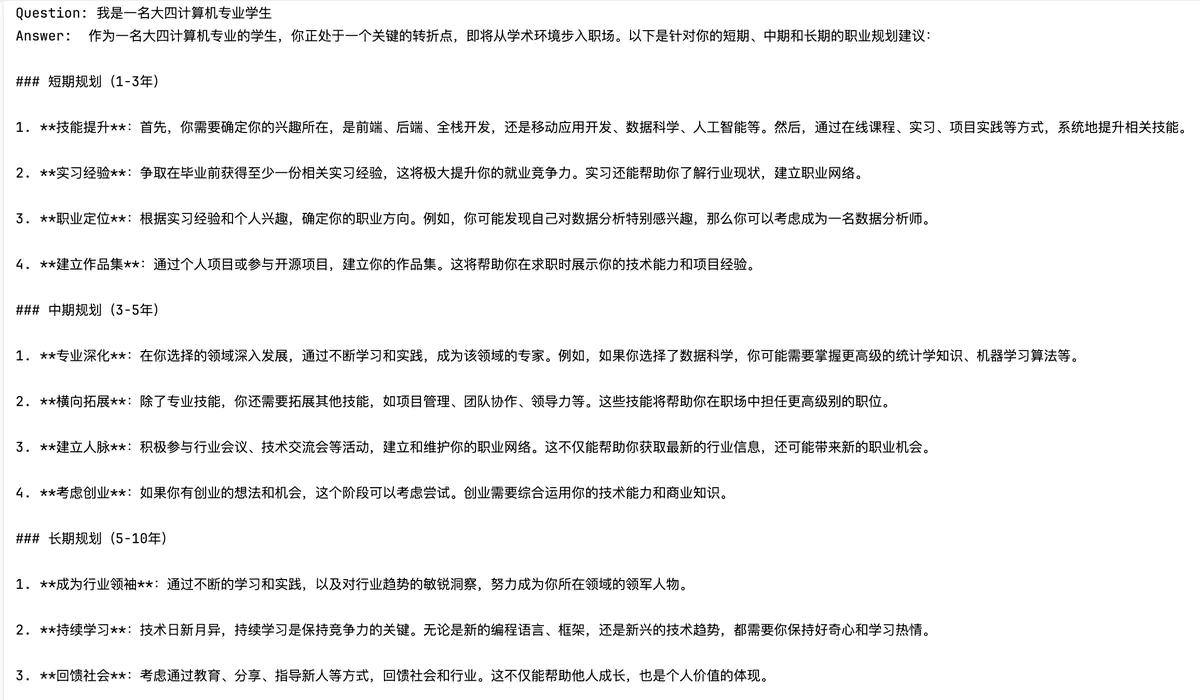 Question: 我是一名大四计算机专业学生
Answer:  作为一名大四计算机专业的学生，你正处于一个关键的转折点，即将从学术环境步入职场。以下是针对你的短期、中期和长期的职业规划建议：
### 短期规划（1-3年）
1. **技能提升**：首先，你需要确定你的兴趣所在，是前端、后端、全栈开发，还是移动应用开发、数据科学、人工智能等。然后，通过在线课程、实习、项目实践等方式，系统地提升相关技能。
2. **实习经验**：争取在毕业前获得至少一份相关实习经验，这将极大提升你的就业竞争力。实习还能帮助你了解行业现状，建立职业网络。
3. **职业定位**：根据实习经验和个人兴趣，确定你的职业方向。例如，你可能发现自己对数据分析特别感兴趣，那么你可以考虑成为一名数据分析师。
4. **建立作品集**：通过个人项目或参与开源项目，建立你的作品集。这将帮助你在求职时展示你的技术能力和项目经验。
### 中期规划（3-5年）
1. **专业深化**：在你选择的领域深入发展，通过不断学习和实践，成为该领域的专家。例如，如果你选择了数据科学，你可能需要掌握更高级的统计学知识、机器学习算法等。
2. **横向拓展**：除了专业技能，你还需要拓展其他技能，如项目管理、团队协作、领导力等。这些技能将帮助你在职场中担任更高级别的职位。
3. **建立人脉**：积极参与行业会议、技术交流会等活动，建立和维护你的职业网络。这不仅能帮助你获取最新的行业信息，还可能带来新的职业机会。
4. **考虑创业**：如果你有创业的想法和机会，这个阶段可以考虑尝试。创业需要综合运用你的技术能力和商业知识。
### 长期规划（5-10年）
1. **成为行业领袖**：通过不断的学习和实践，以及对行业趋势的敏锐洞察，努力成为你所在领域的领军人物。
2. **持续学习**：技术日新月异，持续学习是保持竞争力的关键。无论是新的编程语言、框架，还是新兴的技术趋势，都需要你保持好奇心和学习热情。
3. **回馈社会**：考虑通过教育、分享、指导新人等方式，回馈社会和行业。这不仅能帮助他人成长，也是个人价值的体现。